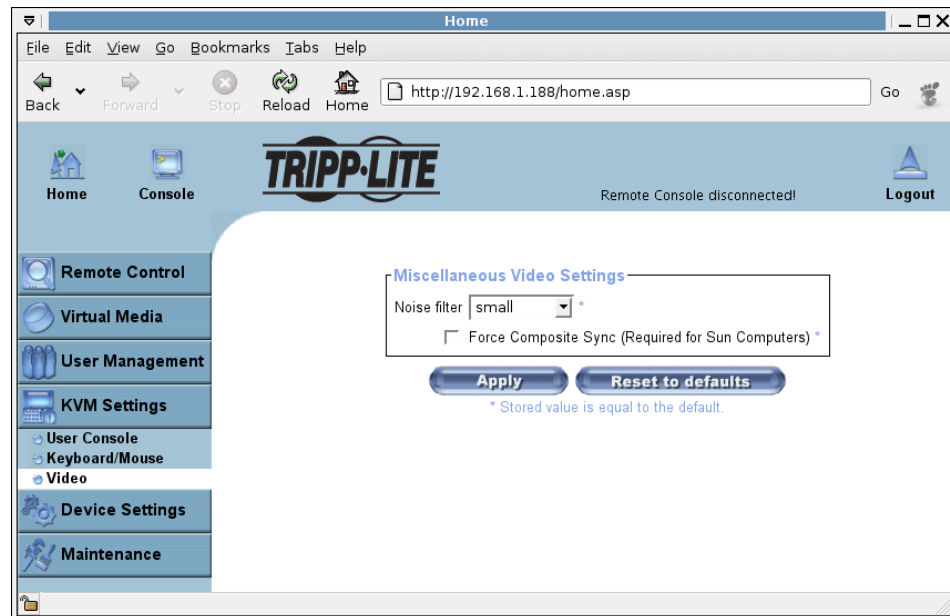 Home
File Edit View Go Bookmarks Tabs Help
Back Forward Stop Reload Home http://192.168.1.188/home.asp Go
Home Console TRIPP·LITE Remote Console disconnected! Logout
Remote Control
Virtual Media
User Management
KVM Settings
User Console
Keyboard/Mouse
Video
Device Settings
Maintenance
Miscellaneous Video Settings
Noise filter small *
Force Composite Sync (Required for Sun Computers) *
Apply Reset to defaults
* Stored value is equal to the default.